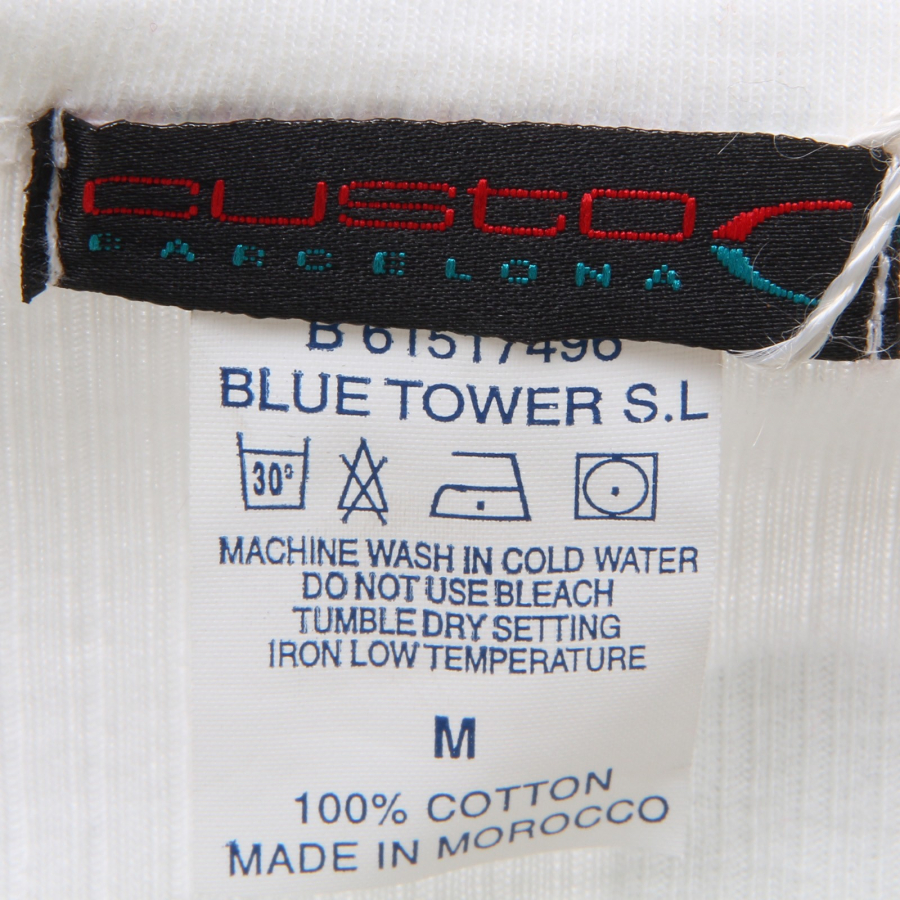 custo
BARCELONA
B 61517496
BLUE TOWER S.L
30°
MACHINE WASH IN COLD WATER
DO NOT USE BLEACH
TUMBLE DRY SETTING
IRON LOW TEMPERATURE
M
100% COTTON
MADE IN MOROCCO